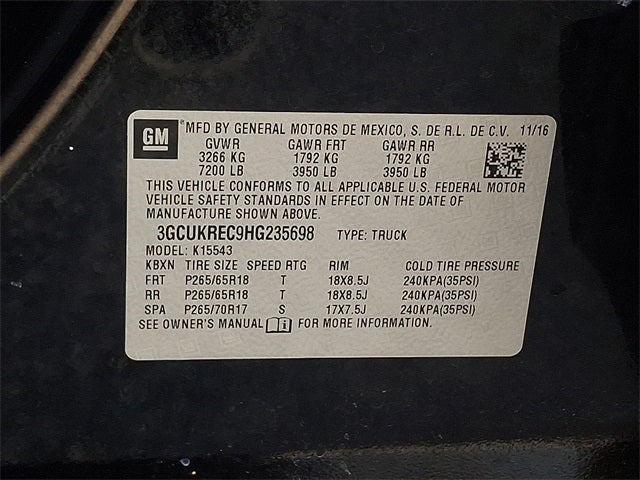 GM ®MFD BY GENERAL MOTORS DE MEXICO, S. DE R.L. DE C.V. 11/16
GVWR GAWR FRT GAWR RR
3266 KG 1792 KG 1792 KG
7200 LB 3950 LB 3950 LB
THIS VEHICLE CONFORMS TO ALL APPLICABLE U.S. FEDERAL MOTOR
VEHICLE SAFETY STANDARDS IN EFFECT ON THE DATE OF
MANUFACTURE SHOWN ABOVE.
3GCUKREC9HG235698 TYPE: TRUCK
MODEL: K15543
KBXN TIRE SIZE SPEED RTG RIM COLD TIRE PRESSURE
FRT P265/65R18 T 18X8.5J 240KPA(35PSI)
RR P265/65R18 T 18X8.5J 240KPA(35PSI)
SPA P265/70R17 S 17X7.5J 240KPA(35PSI)
SEE OWNER'S MANUAL i FOR MORE INFORMATION.